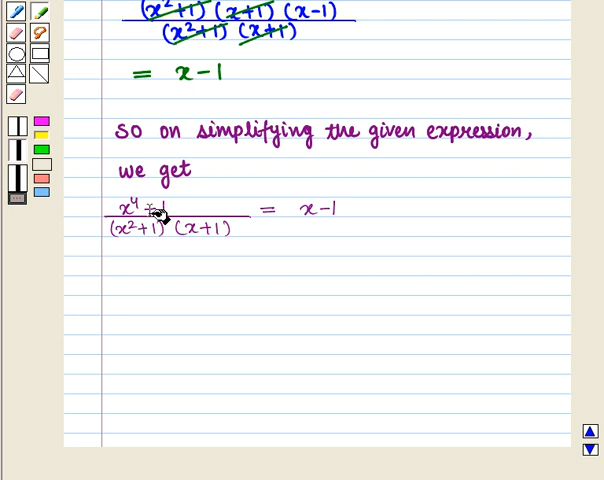 (x²+1) (x+1) (x-1)
(x²+1) (x+1)
= x-1
So on simplifying the given expression,
we get
x⁴ 1
(x²+1) (x+1) = x-1